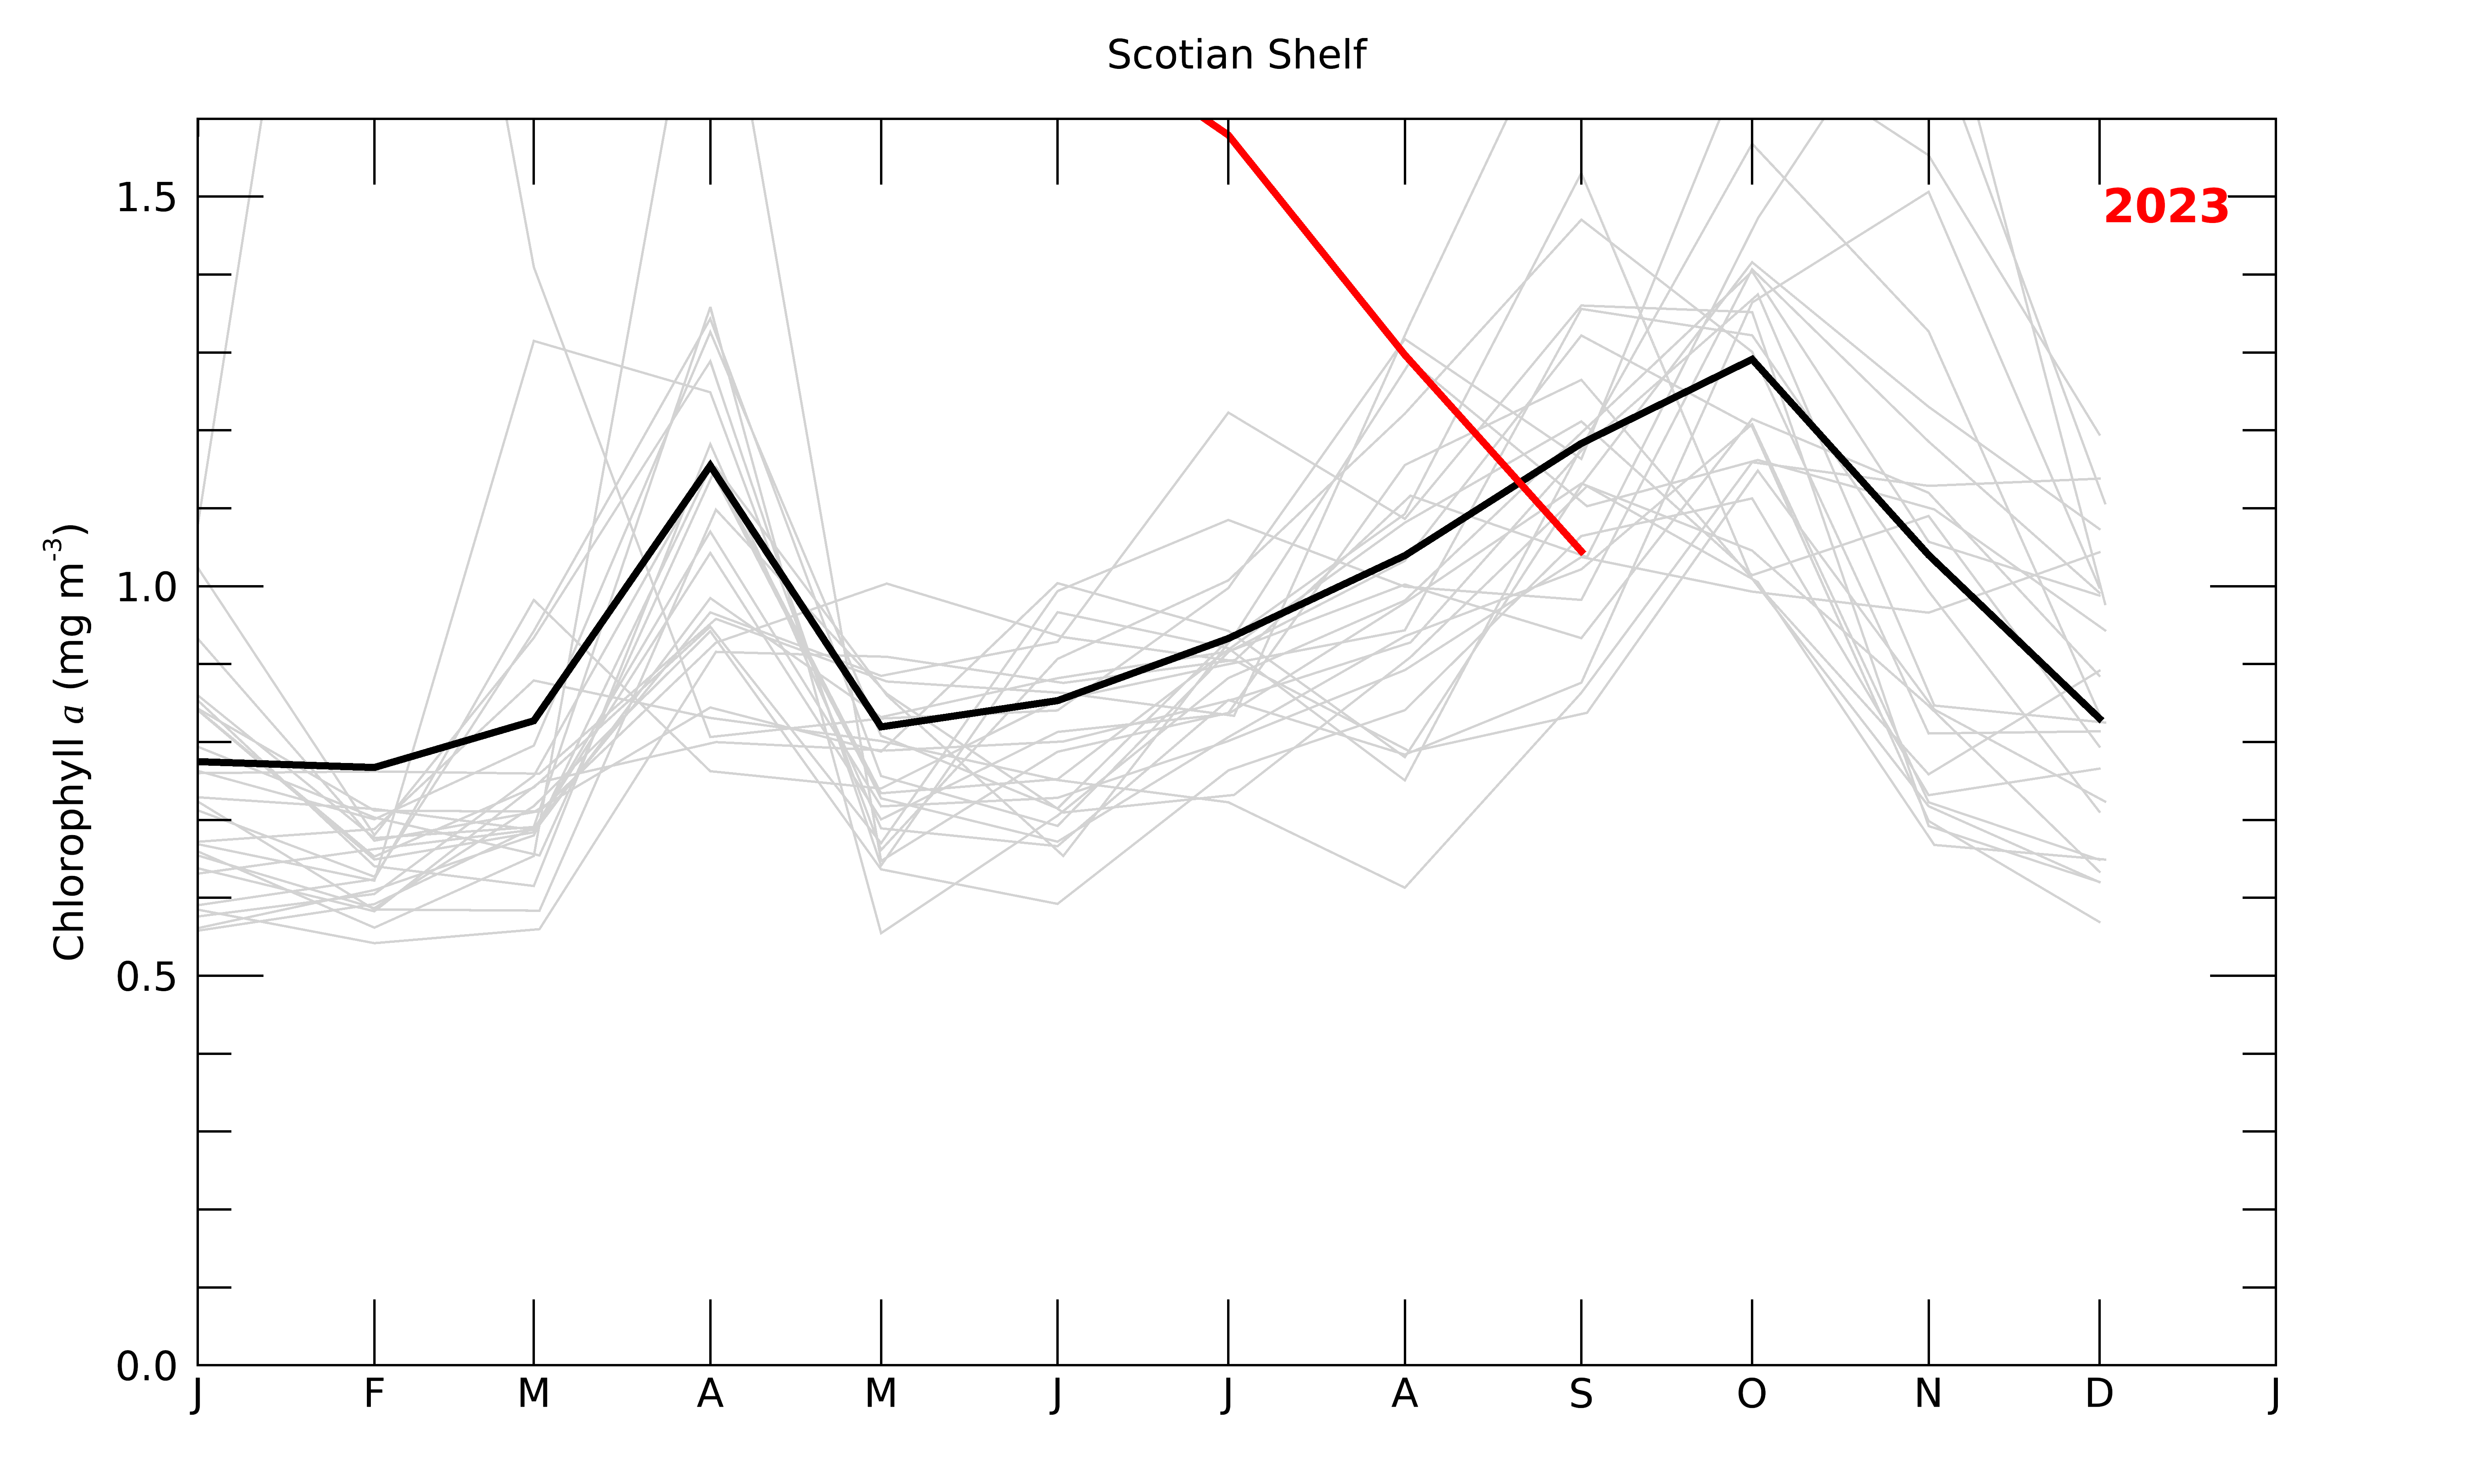 Scotian Shelf
2023
1.5
1.0
0.5
0.0
Chlorophyll a (mg m⁻³)
J F M A M J J A S O N D J